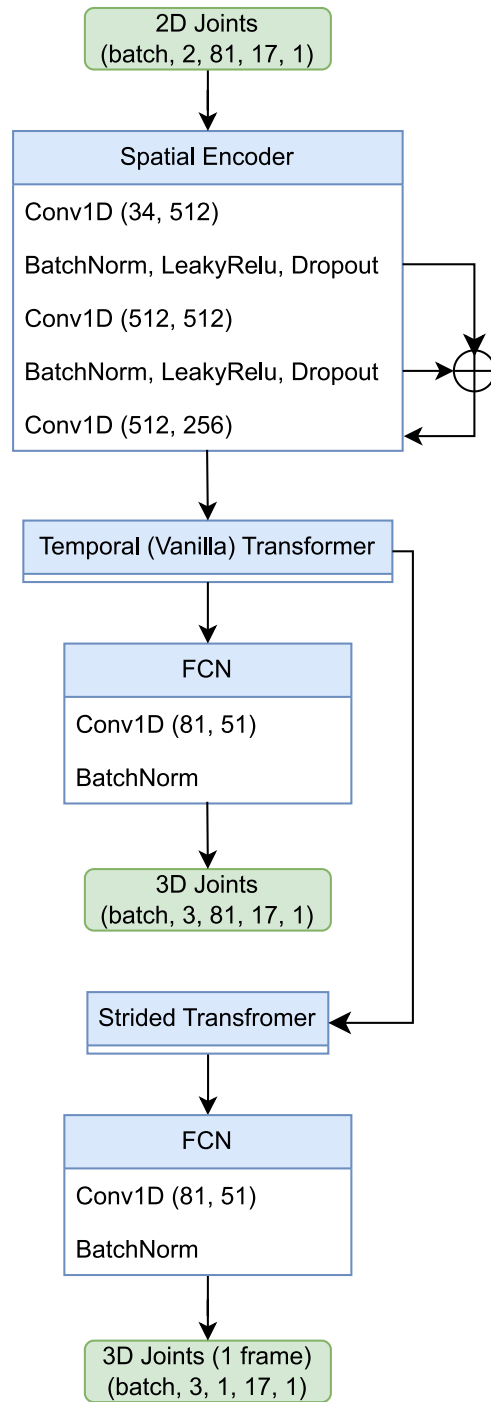 2D Joints
(batch, 2, 81, 17, 1)
Spatial Encoder
Conv1D (34, 512)
BatchNorm, LeakyRelu, Dropout
Conv1D (512, 512)
BatchNorm, LeakyRelu, Dropout
Conv1D (512, 256)
Temporal (Vanilla) Transformer
FCN
Conv1D (81, 51)
BatchNorm
3D Joints
(batch, 3, 81, 17, 1)
Strided Transfromer
FCN
Conv1D (81, 51)
BatchNorm
3D Joints (1 frame)
(batch, 3, 1, 17, 1)